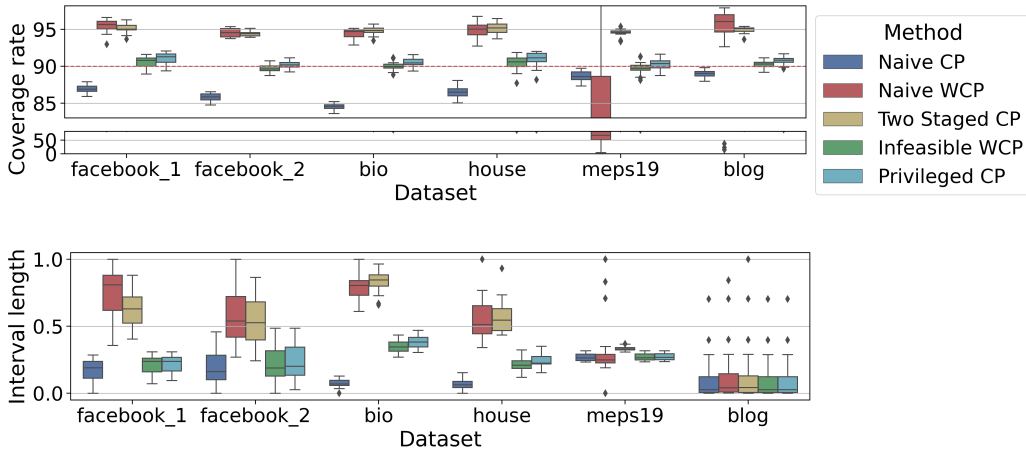 Coverage rate
95
90
85
50
0
facebook_1 facebook_2 bio house meps19 blog
Dataset
Method
Naive CP
Naive WCP
Two Staged CP
Infeasible WCP
Privileged CP
Interval length
1.0
0.5
0.0
facebook_1 facebook_2 bio house meps19 blog
Dataset